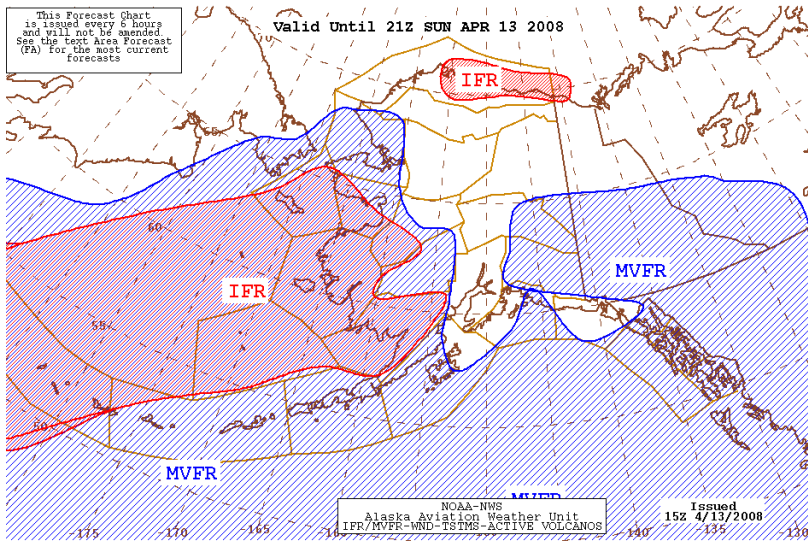 This Forecast Chart
is issued every 6 hours
and will not be amended.
See the text Area Forecast
(FA) for the most current
forecasts
Valid Until 21Z SUN APR 13 2008
IFR
60
MVFR
IFR
55
50
MVFR
MVFR
NOAA-NWS
Alaska Aviation Weather Unit
IFR/MVFR-WND-TSTMS-ACTIVE VOLCANOS
Issued
15Z 4/13/2008
-175
-170
-165
-140
-130